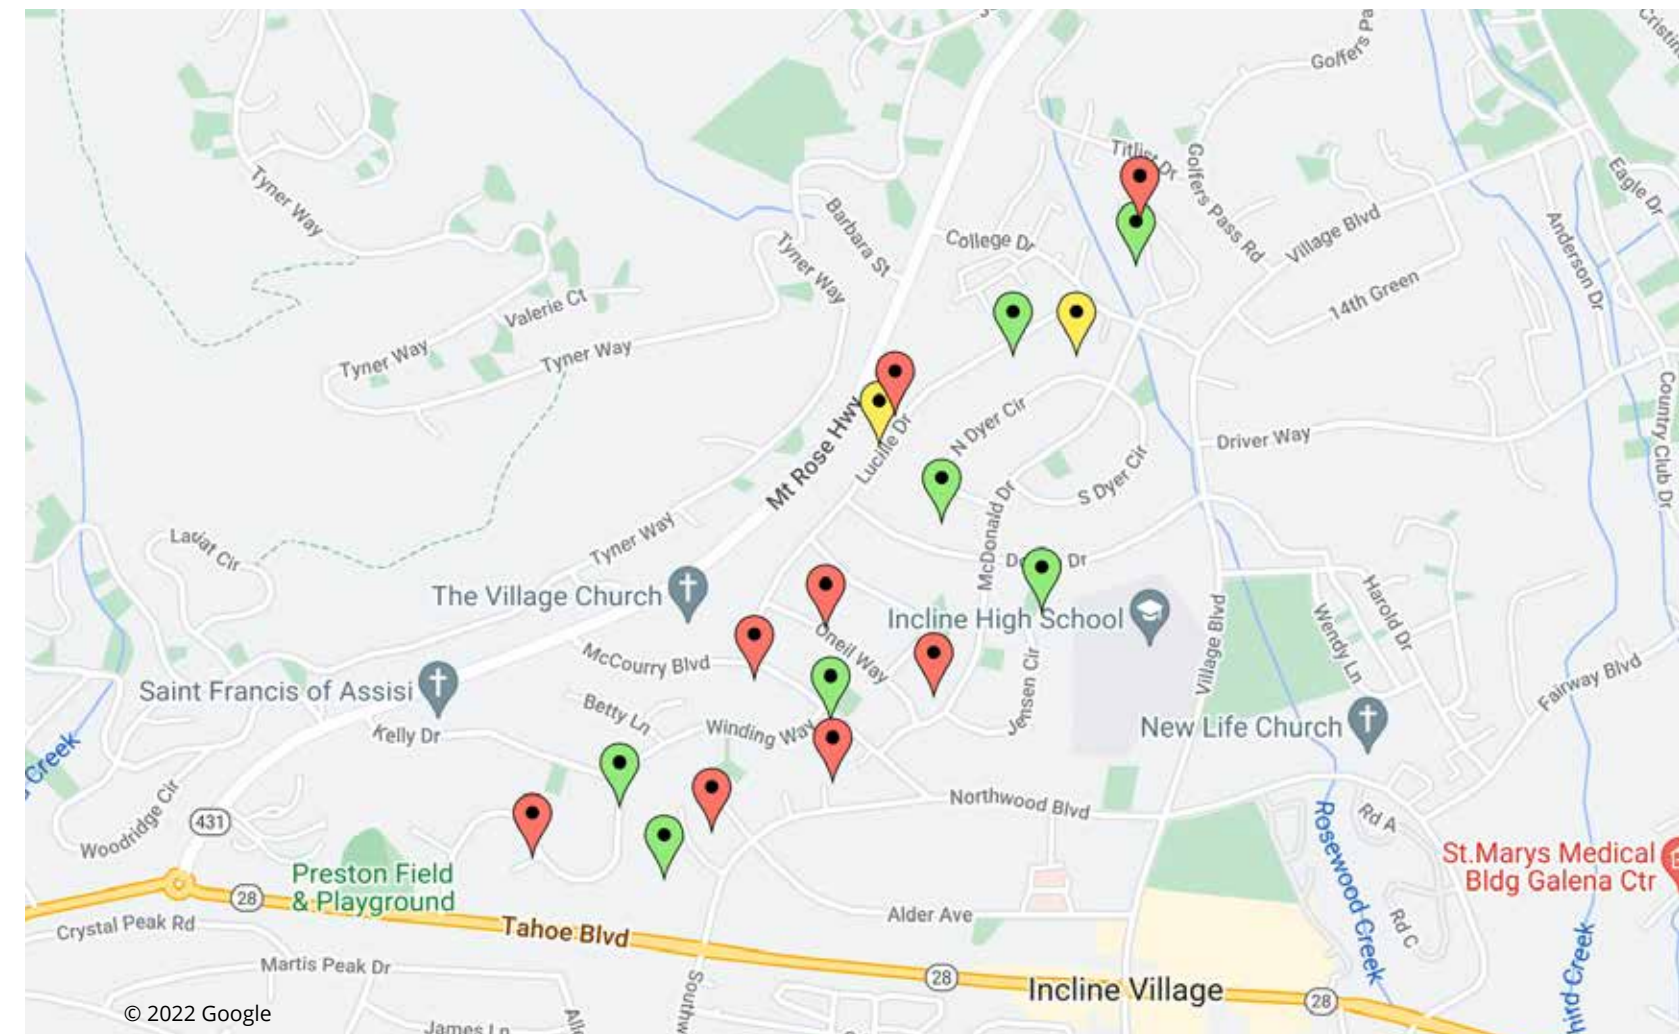 Golfers Pe
Titlist Dr
Golfers Pass Rd
Eagle Dr
Tyner Way
Barbara St
College Dr
Village Blvd
Anderson Dr
Tyner Way
14th Green
Valerie Ct
Tyner Way
Tyner Way
Mt Rose Hwy
Lucille Dr
N Dyer Cir
Driver Way
Country Club Dr
S Dyer Cir
McDonald Dr
Tyner Way
Dr
The Village Church
Incline High School
Harold Dr
Wendy Ln
Village Blvd
Oneil Way
McCourry Blvd
Jensen Cir
Saint Francis of Assisi
Fairway Blvd
Betty Ln
Winding Way
New Life Church
Kelly Dr
Creek
Woodridge Cir
Northwood Blvd
Rd A
431
Rosewood Creek
St.Marys Medical
Bldg Galena Ctr
Preston Field
& Playground
28
Alder Ave
Rd C
Crystal Peak Rd
Tahoe Blvd
Martis Peak Dr
28
Incline Village
28
© 2022 Google
James Ln